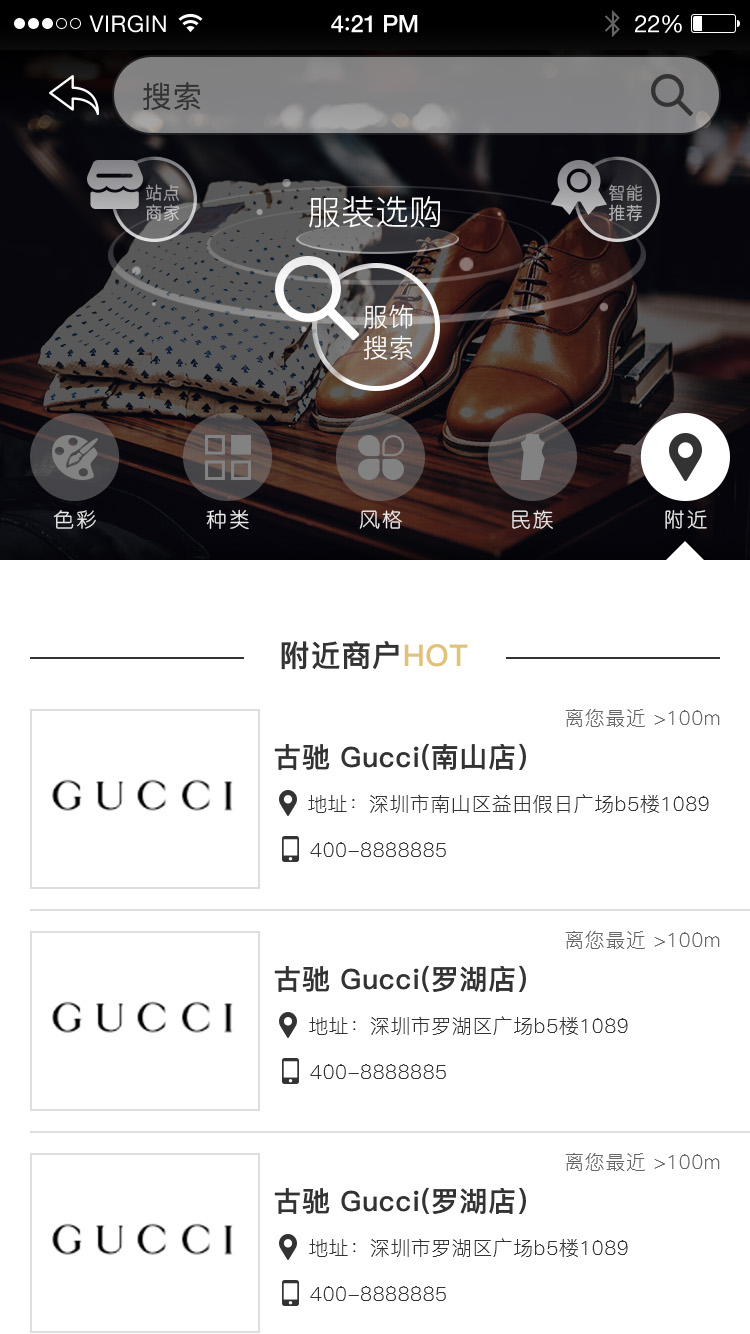 VIRGIN
4:21 PM
22%
搜索
站点
商家
服装选购
智能
推荐
服饰
搜索
色彩
种类
风格
民族
附近
附近商户HOT
离您最近 >100m
GUCCI
古驰 Gucci(南山店)
地址：深圳市南山区益田假日广场b5楼1089
400-8888885
离您最近 >100m
GUCCI
古驰 Gucci(罗湖店)
地址：深圳市罗湖区广场b5楼1089
400-8888885
离您最近 >100m
GUCCI
古驰 Gucci(罗湖店)
地址：深圳市罗湖区广场b5楼1089
400-8888885